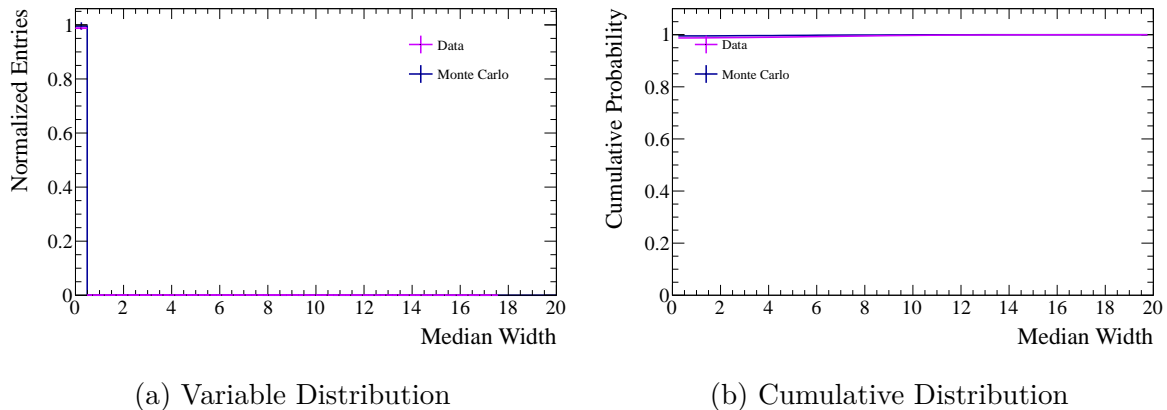 Normalized Entries
1
0.8
0.6
0.4
0.2
0
0 2 4 6 8 10 12 14 16 18 20
Median Width
Data
Monte Carlo
(a) Variable Distribution
Cumulative Probability
1
0.8
0.6
0.4
0.2
0
0 2 4 6 8 10 12 14 16 18 20
Median Width
Data
Monte Carlo
(b) Cumulative Distribution